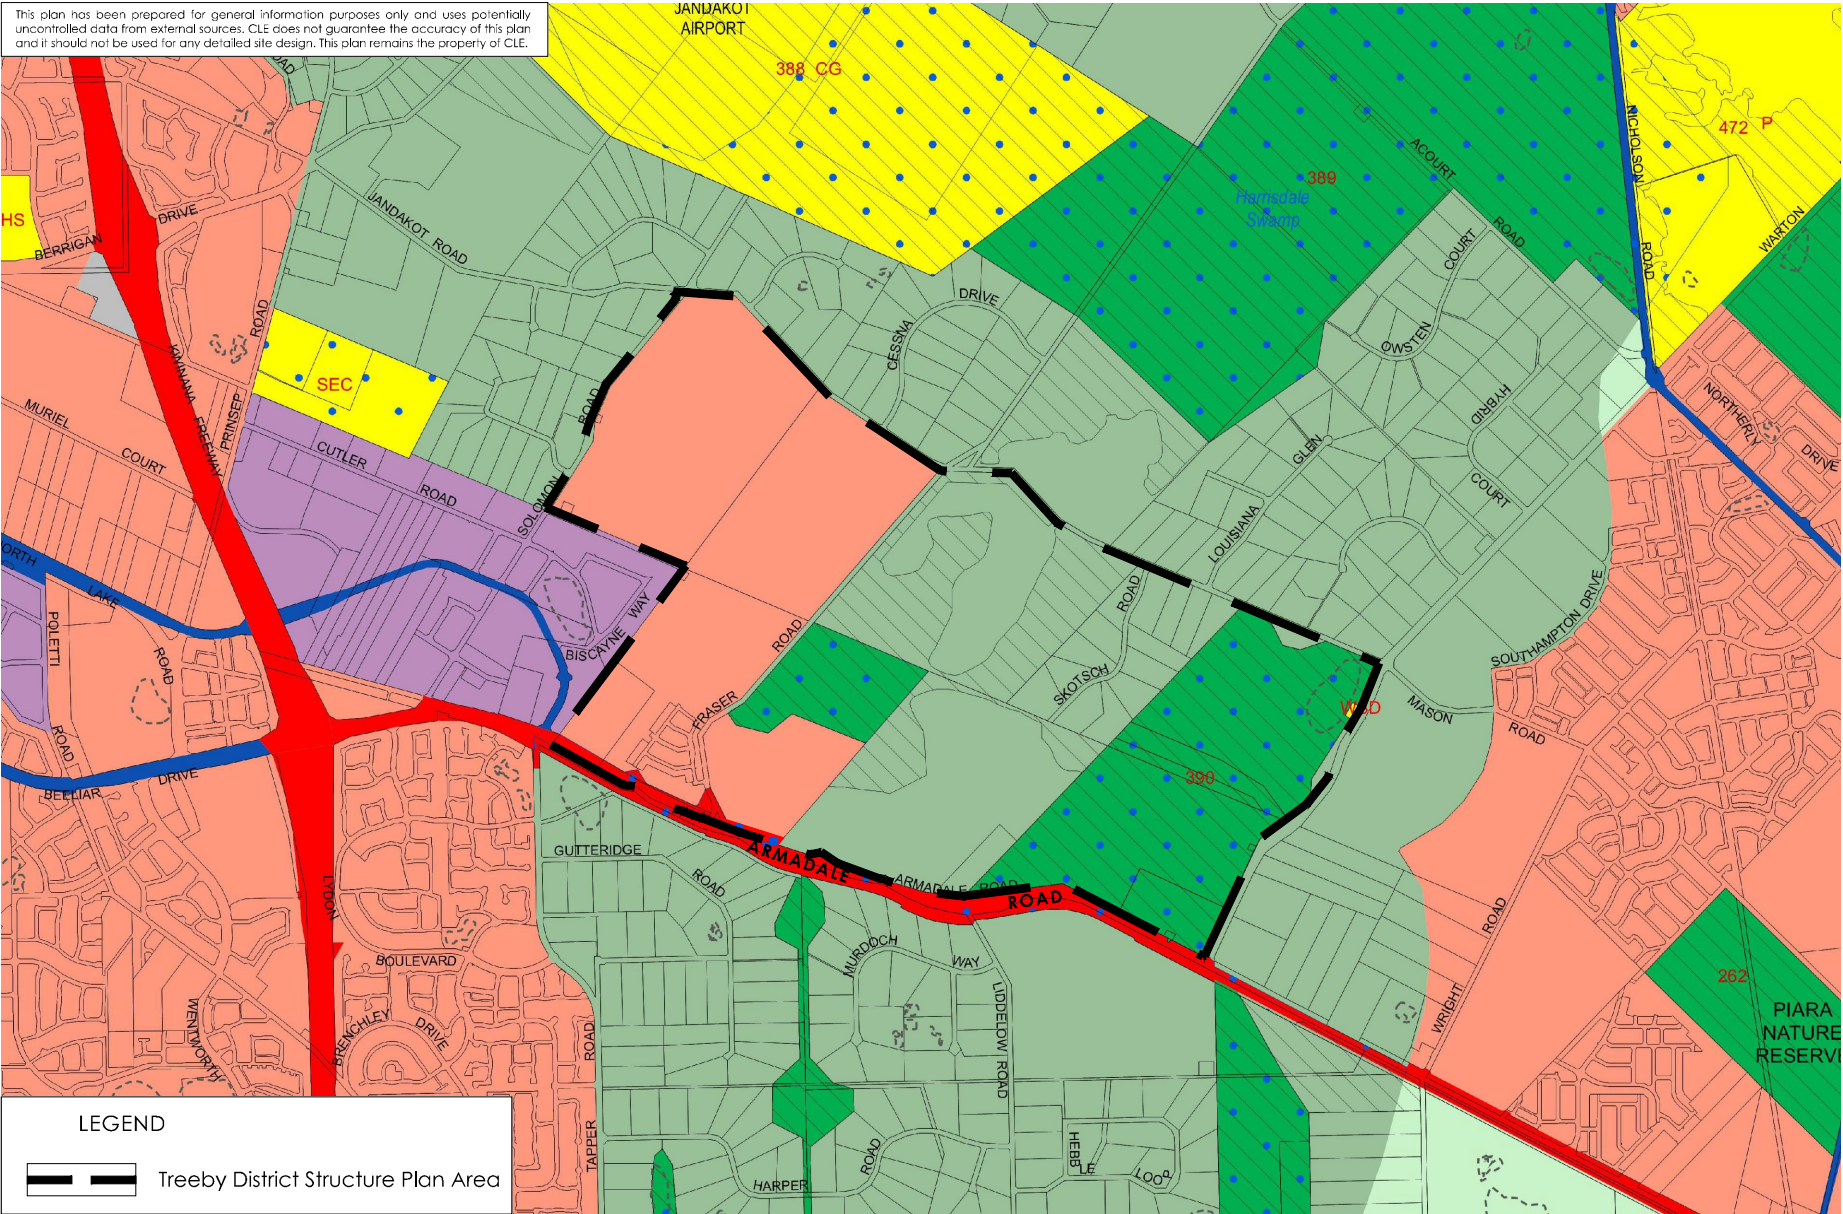 This plan has been prepared for general information purposes only and uses potentially
uncontrolled data from external sources. CLE does not guarantee the accuracy of this plan
and it should not be used for any detailed site design. This plan remains the property of CLE.
JANDAKOT
AIRPORT
388 CG
472 P
NICHOLSON
ROAD
ACOURT
ROAD
389
Harrisdale
Swamp
WARTON
HS
BERRIGAN
DRIVE
JANDAKOT ROAD
ROAD
PRINSEP
KWINANA FREEWAY
SEC
CESSNA
DRIVE
OWSTEN
COURT
HYBRID
COURT
GLEN
LOUISIANA
NORTHERLY
DRIVE
MURIEL
COURT
CUTLER
ROAD
SOLOMON
ROAD
LAKE
POLETTI
ROAD
ROAD
BISCAYNE WAY
FRASER
ROAD
SKOTSCH
ROAD
SOUTHAMPTON DRIVE
MASON
ROAD
WSD
390
BEELIAR
DRIVE
LYDON
BOULEVARD
GUTTERIDGE
ROAD
ARMADALE
ARMADALE ROAD
ROAD
MURDOCH
WAY
LIDDELOW ROAD
WRIGHT
ROAD
262
PIARA
NATURE
RESERVE
WENTWORTH
BRENCHLEY
DRIVE
TAPPER
ROAD
HARPER
ROAD
HEBB
LE
LOOP
LEGEND
Treeby District Structure Plan Area